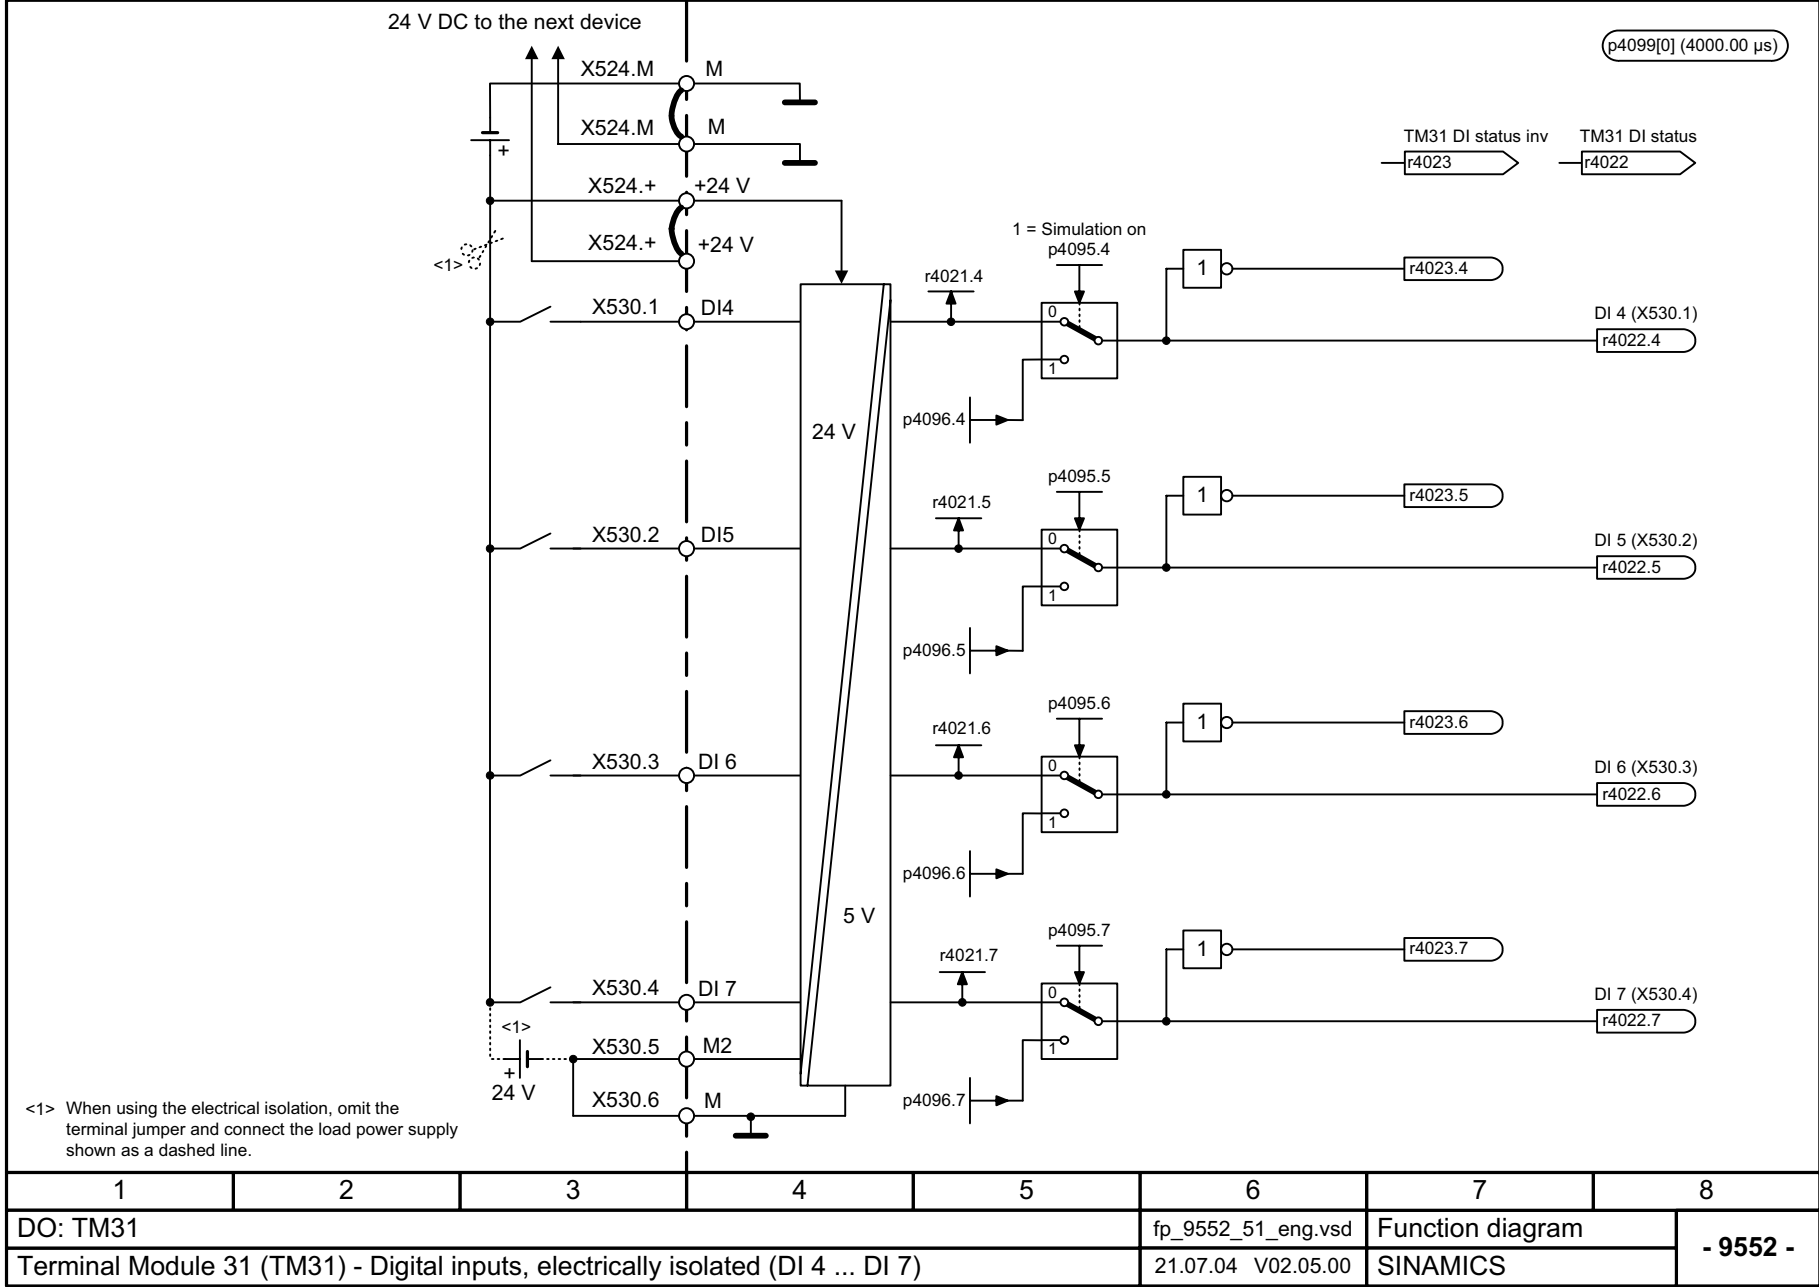 24 V DC to the next device
p4099[0] (4000.00 µs)
X524.M M
X524.M M
+
TM31 DI status inv TM31 DI status
r4023 r4022
X524.+ +24 V
X524.+ +24 V
<1>
1 = Simulation on
p4095.4
r4021.4
1 r4023.4
X530.1 DI4
0
DI 4 (X530.1)
r4022.4
1
p4096.4
24 V
p4095.5
r4021.5
1 r4023.5
X530.2 DI5
0
DI 5 (X530.2)
r4022.5
1
p4096.5
p4095.6
r4021.6
1 r4023.6
X530.3 DI 6
0
DI 6 (X530.3)
r4022.6
1
p4096.6
5 V
p4095.7
r4021.7
1 r4023.7
X530.4 DI 7
0
DI 7 (X530.4)
r4022.7
1
<1>
X530.5 M2
+
24 V
X530.6 M
p4096.7
<1> When using the electrical isolation, omit the
terminal jumper and connect the load power supply
shown as a dashed line.
1 2 3 4 5 6 7 8
DO: TM31 fp_9552_51_eng.vsd Function diagram
- 9552 -
Terminal Module 31 (TM31) - Digital inputs, electrically isolated (DI 4 ... DI 7) 21.07.04 V02.05.00 SINAMICS